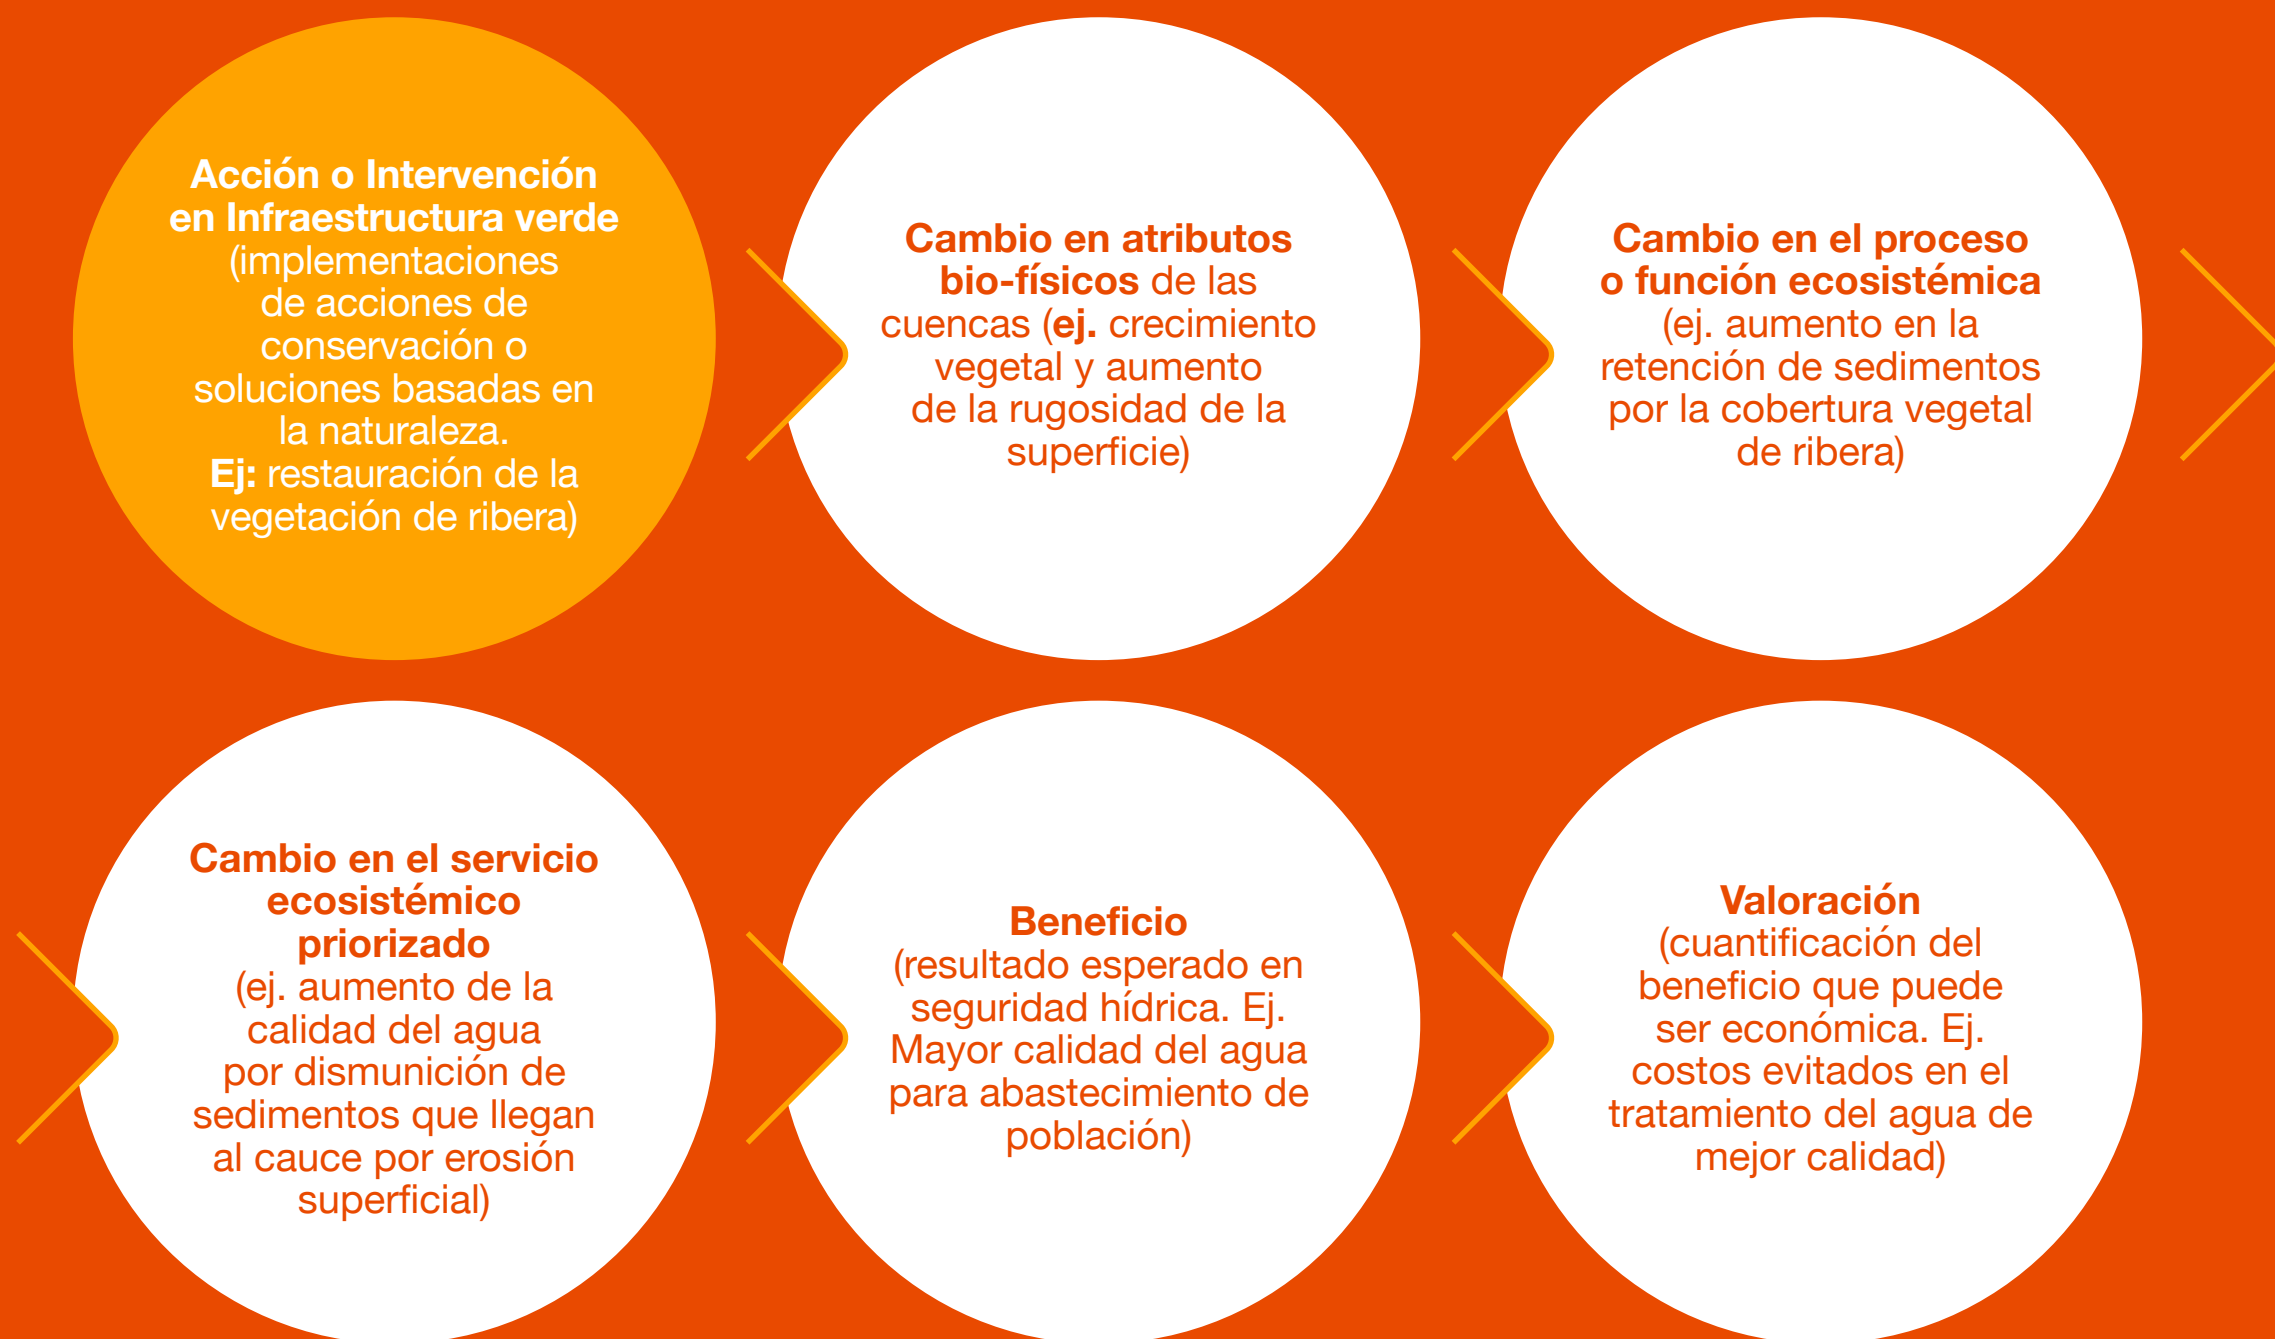 Acción o Intervención
en Infraestructura verde
(implementaciones
de acciones de
conservación o
soluciones basadas en
la naturaleza.
Ej: restauración de la
vegetación de ribera)
Cambio en atributos
bio-físicos de las
cuencas (ej. crecimiento
vegetal y aumento
de la rugosidad de la
superficie)
Cambio en el proceso
o función ecosistémica
(ej. aumento en la
retención de sedimentos
por la cobertura vegetal
de ribera)
Cambio en el servicio
ecosistémico
priorizado
(ej. aumento de la
calidad del agua
por dismunición de
sedimentos que llegan
al cauce por erosión
superficial)
Beneficio
(resultado esperado en
seguridad hídrica. Ej.
Mayor calidad del agua
para abastecimiento de
población)
Valoración
(cuantificación del
beneficio que puede
ser económica. Ej.
costos evitados en el
tratamiento del agua de
mejor calidad)